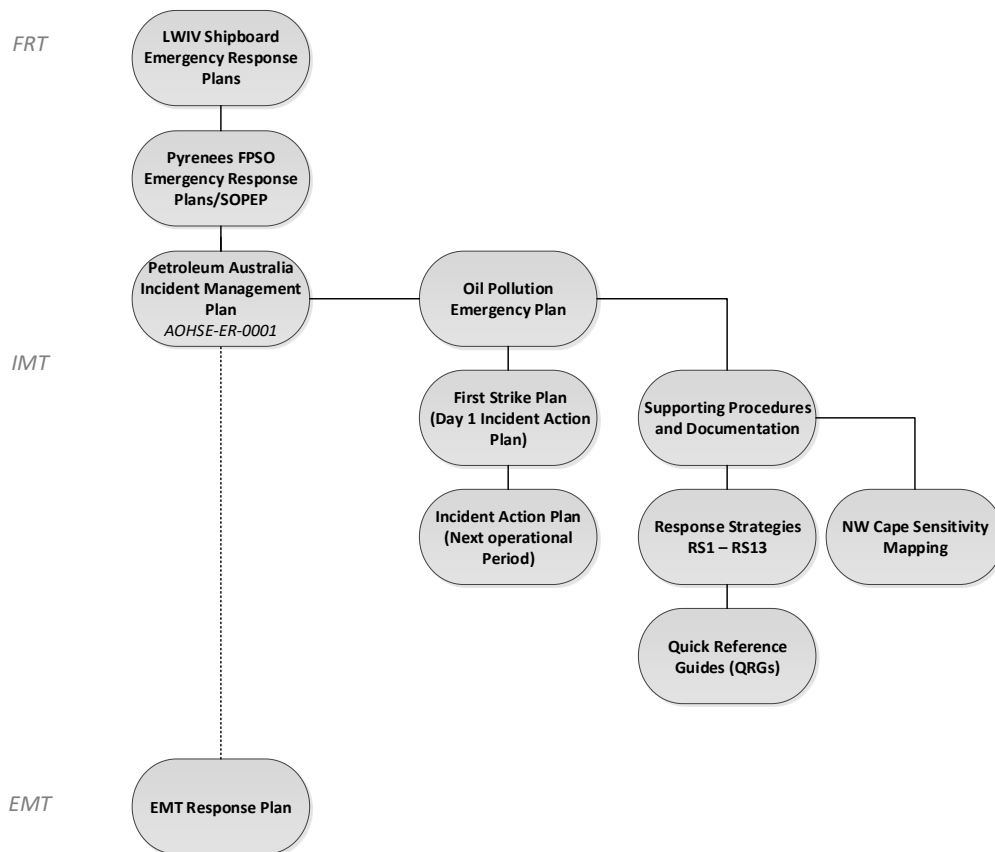 FRT
LWIV Shipboard
Emergency Response
Plans
Pyrenees FPSO
Emergency Response
Plans/SOPEP
Petroleum Australia
Incident Management
Plan
AOHSE-ER-0001
Oil Pollution
Emergency Plan
IMT
First Strike Plan
(Day 1 Incident Action
Plan)
Supporting Procedures
and Documentation
Incident Action Plan
(Next operational
Period)
Response Strategies
RS1 – RS13
NW Cape Sensitivity
Mapping
Quick Reference
Guides (QRGs)
EMT
EMT Response Plan